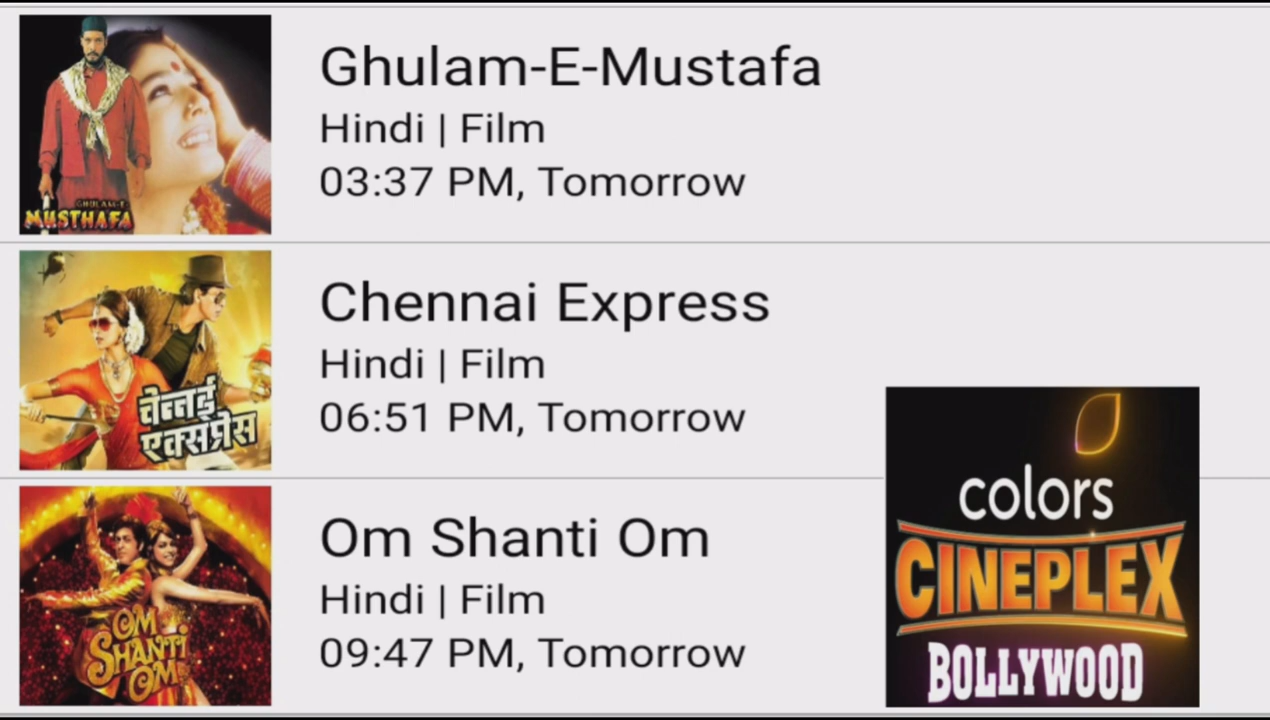 GHULAM-E-
MUSTHAFA
Ghulam-E-Mustafa
Hindi | Film
03:37 PM, Tomorrow
चेन्नई
एक्सप्रेस
Chennai Express
Hindi | Film
06:51 PM, Tomorrow
OM
SHANTI
OM
Om Shanti Om
Hindi | Film
09:47 PM, Tomorrow
colors
CINEPLEX
BOLLYWOOD